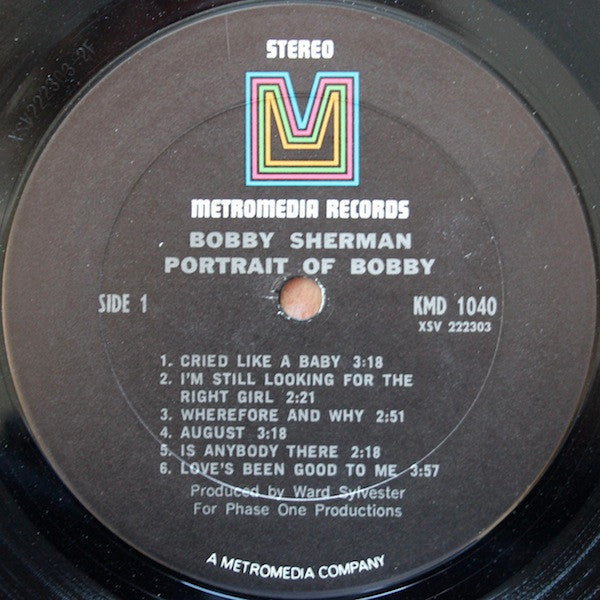 STEREO
METROMEDIA RECORDS
BOBBY SHERMAN
PORTRAIT OF BOBBY
SIDE 1
KMD 1040
XSV 222303
1. CRIED LIKE A BABY 3:18
2. I'M STILL LOOKING FOR THE
RIGHT GIRL 2:21
3. WHEREFORE AND WHY 2:51
4. AUGUST 3:18
5. IS ANYBODY THERE 2:18
6. LOVE'S BEEN GOOD TO ME 3:57
Produced by Ward Sylvester
For Phase One Productions
A METROMEDIA COMPANY
XSV222303-2F